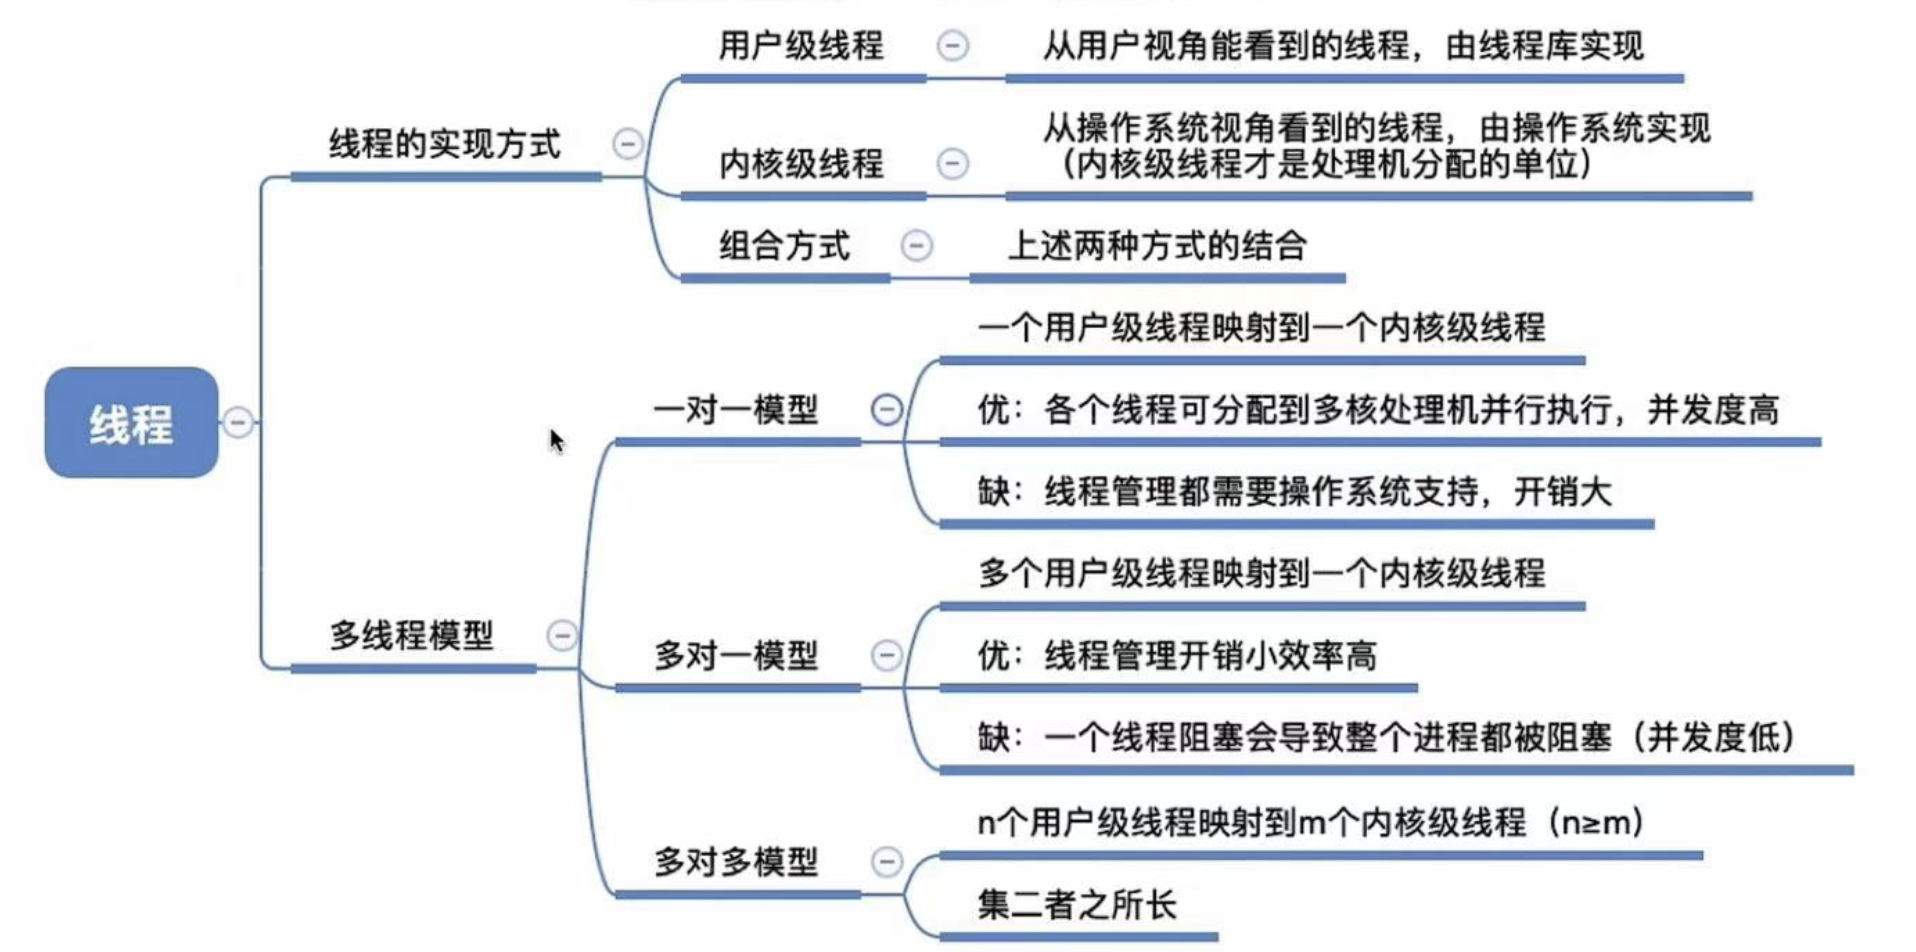 线程
线程的实现方式
用户级线程
从用户视角能看到的线程，由线程库实现
内核级线程
从操作系统视角看到的线程，由操作系统实现
（内核级线程才是处理机分配的单位）
组合方式
上述两种方式的结合
多线程模型
一对一模型
一个用户级线程映射到一个内核级线程
优：各个线程可分配到多核处理机并行执行，并发度高
缺：线程管理都需要操作系统支持，开销大
多对一模型
多个用户级线程映射到一个内核级线程
优：线程管理开销小效率高
缺：一个线程阻塞会导致整个进程都被阻塞（并发度低）
多对多模型
n个用户级线程映射到m个内核级线程（n≥m）
集二者之所长